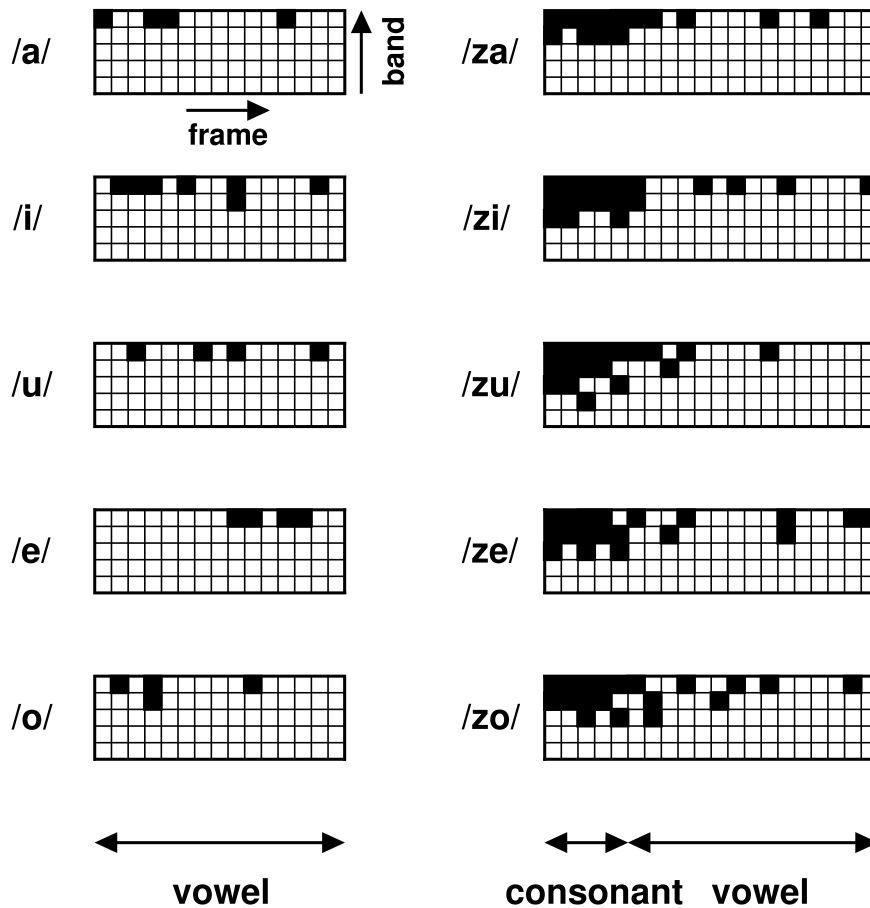 /a/
band
/za/
frame
/i/
/zi/
/u/
/zu/
/e/
/ze/
/o/
/zo/
vowel
consonant vowel